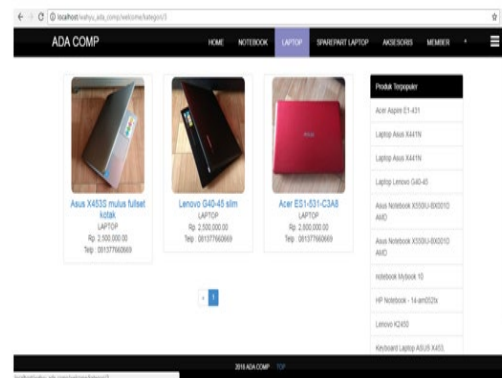 localhost/wahyu_ada_comp/welcome/kategori/5
ADA COMP
HOME NOTEBOOK LAPTOP SPAREPART LAPTOP AKSESORIS MEMBER
Asus X453S mulus fullset
kotak
LAPTOP
Rp. 2,500,000.00
Telp : 081377660669
Lenovo G40-45 slim
LAPTOP
Rp. 2,500,000.00
Telp : 081377660669
Acer ES1-531-C3A8
LAPTOP
Rp. 2,500,000.00
Telp : 081377660669
« 1
Produk Terpopuler
Acer Aspire E1-431
Laptop Asus X441N
Laptop Asus X441N
Laptop Lenovo G40-45
Asus Notebook X550IU-BX001D
AMD
Asus Notebook X550IU-BX001D
AMD
notebook Mybook 10
HP Notebook - 14-am052tx
Lenovo K2450
Keyboard Laptop ASUS X453,
2016 ADA COMP TOP